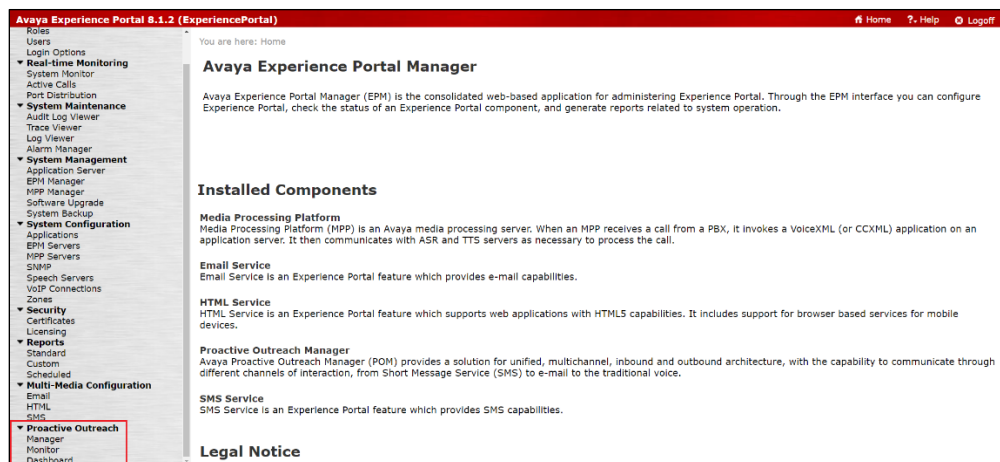 Avaya Experience Portal 8.1.2 (ExperiencePortal)
Home
? Help
Logoff
Roles
Users
Login Options
Real-time Monitoring
System Monitor
Active Calls
Port Distribution
System Maintenance
Audit Log Viewer
Trace Viewer
Log Viewer
Alarm Manager
System Management
Application Server
EPM Manager
MPP Manager
Software Upgrade
System Backup
System Configuration
Applications
EPM Servers
MPP Servers
SNMP
Speech Servers
VoIP Connections
Zones
Security
Certificates
Licensing
Reports
Standard
Custom
Scheduled
Multi-Media Configuration
Email
HTML
SMS
Proactive Outreach
Manager
Monitor
Dashboard
You are here: Home
Avaya Experience Portal Manager
Avaya Experience Portal Manager (EPM) is the consolidated web-based application for administering Experience Portal. Through the EPM interface you can configure
Experience Portal, check the status of an Experience Portal component, and generate reports related to system operation.
Installed Components
Media Processing Platform
Media Processing Platform (MPP) is an Avaya media processing server. When an MPP receives a call from a PBX, it invokes a VoiceXML (or CCXML) application on an
application server. It then communicates with ASR and TTS servers as necessary to process the call.
Email Service
Email Service is an Experience Portal feature which provides e-mail capabilities.
HTML Service
HTML Service is an Experience Portal feature which supports web applications with HTML5 capabilities. It includes support for browser based services for mobile
devices.
Proactive Outreach Manager
Avaya Proactive Outreach Manager (POM) provides a solution for unified, multichannel, inbound and outbound architecture, with the capability to communicate through
different channels of interaction, from Short Message Service (SMS) to e-mail to the traditional voice.
SMS Service
SMS Service is an Experience Portal feature which provides SMS capabilities.
Legal Notice